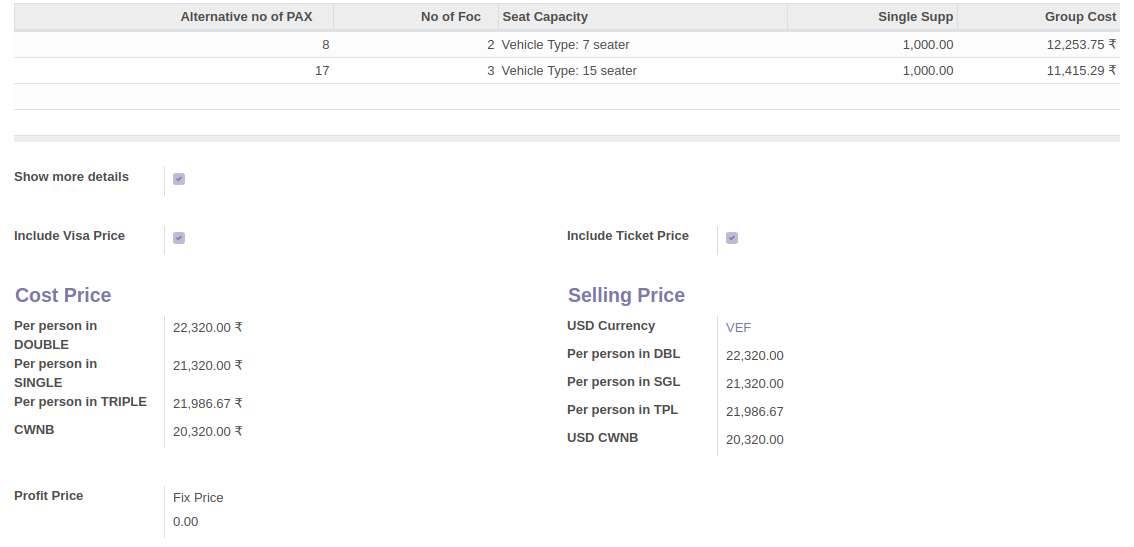 Alternative no of PAX No of Foc Seat Capacity Single Supp Group Cost
8 2 Vehicle Type: 7 seater 1,000.00 12,253.75 ₹
17 3 Vehicle Type: 15 seater 1,000.00 11,415.29 ₹
Show more details
Include Visa Price Include Ticket Price
Cost Price
Per person in
DOUBLE 22,320.00 ₹
Per person in
SINGLE 21,320.00 ₹
Per person in TRIPLE 21,986.67 ₹
CWNB 20,320.00 ₹
Selling Price
USD Currency VEF
Per person in DBL 22,320.00
Per person in SGL 21,320.00
Per person in TPL 21,986.67
USD CWNB 20,320.00
Profit Price Fix Price
0.00